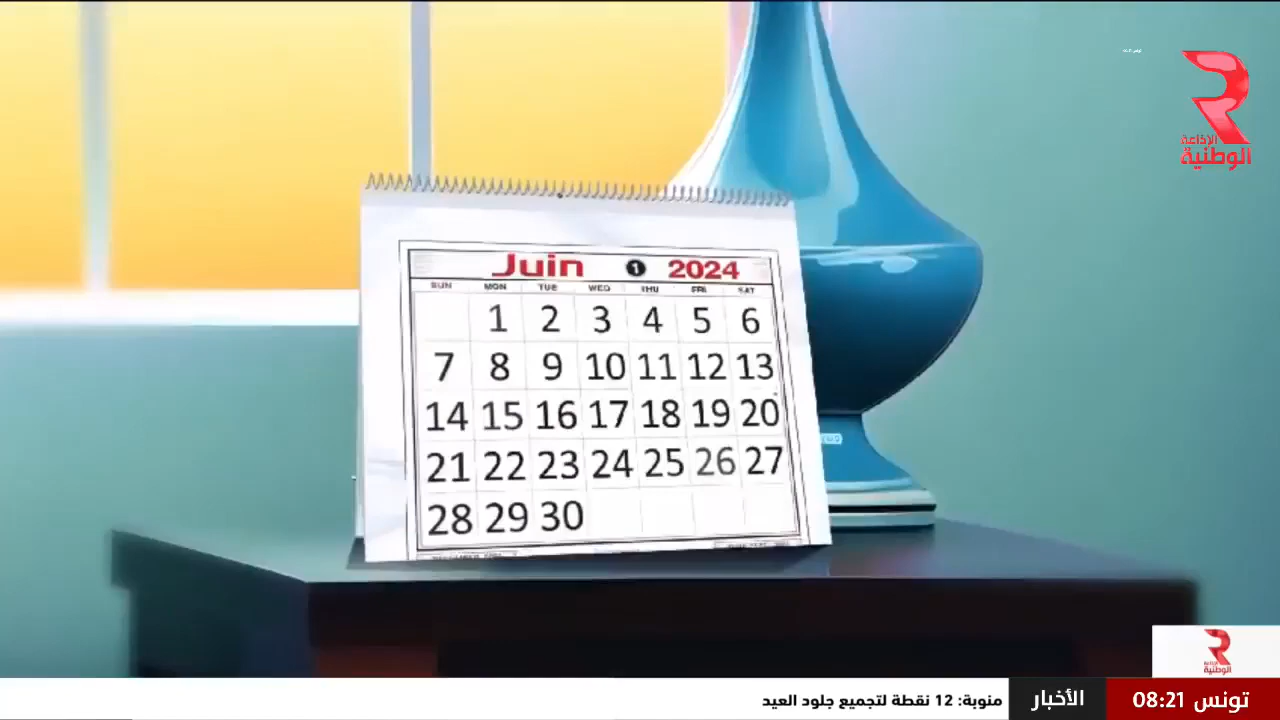 الإذاعة
الوطنية
Juin 1 2024
SUN MON TUE WED THU FRI SAT
1 2 3 4 5 6
7 8 9 10 11 12 13
14 15 16 17 18 19 20
21 22 23 24 25 26 27
28 29 30
الإذاعة
الوطنية
تونس 08:21
الأخبار
منوبة: 12 نقطة لتجميع جلود العيد